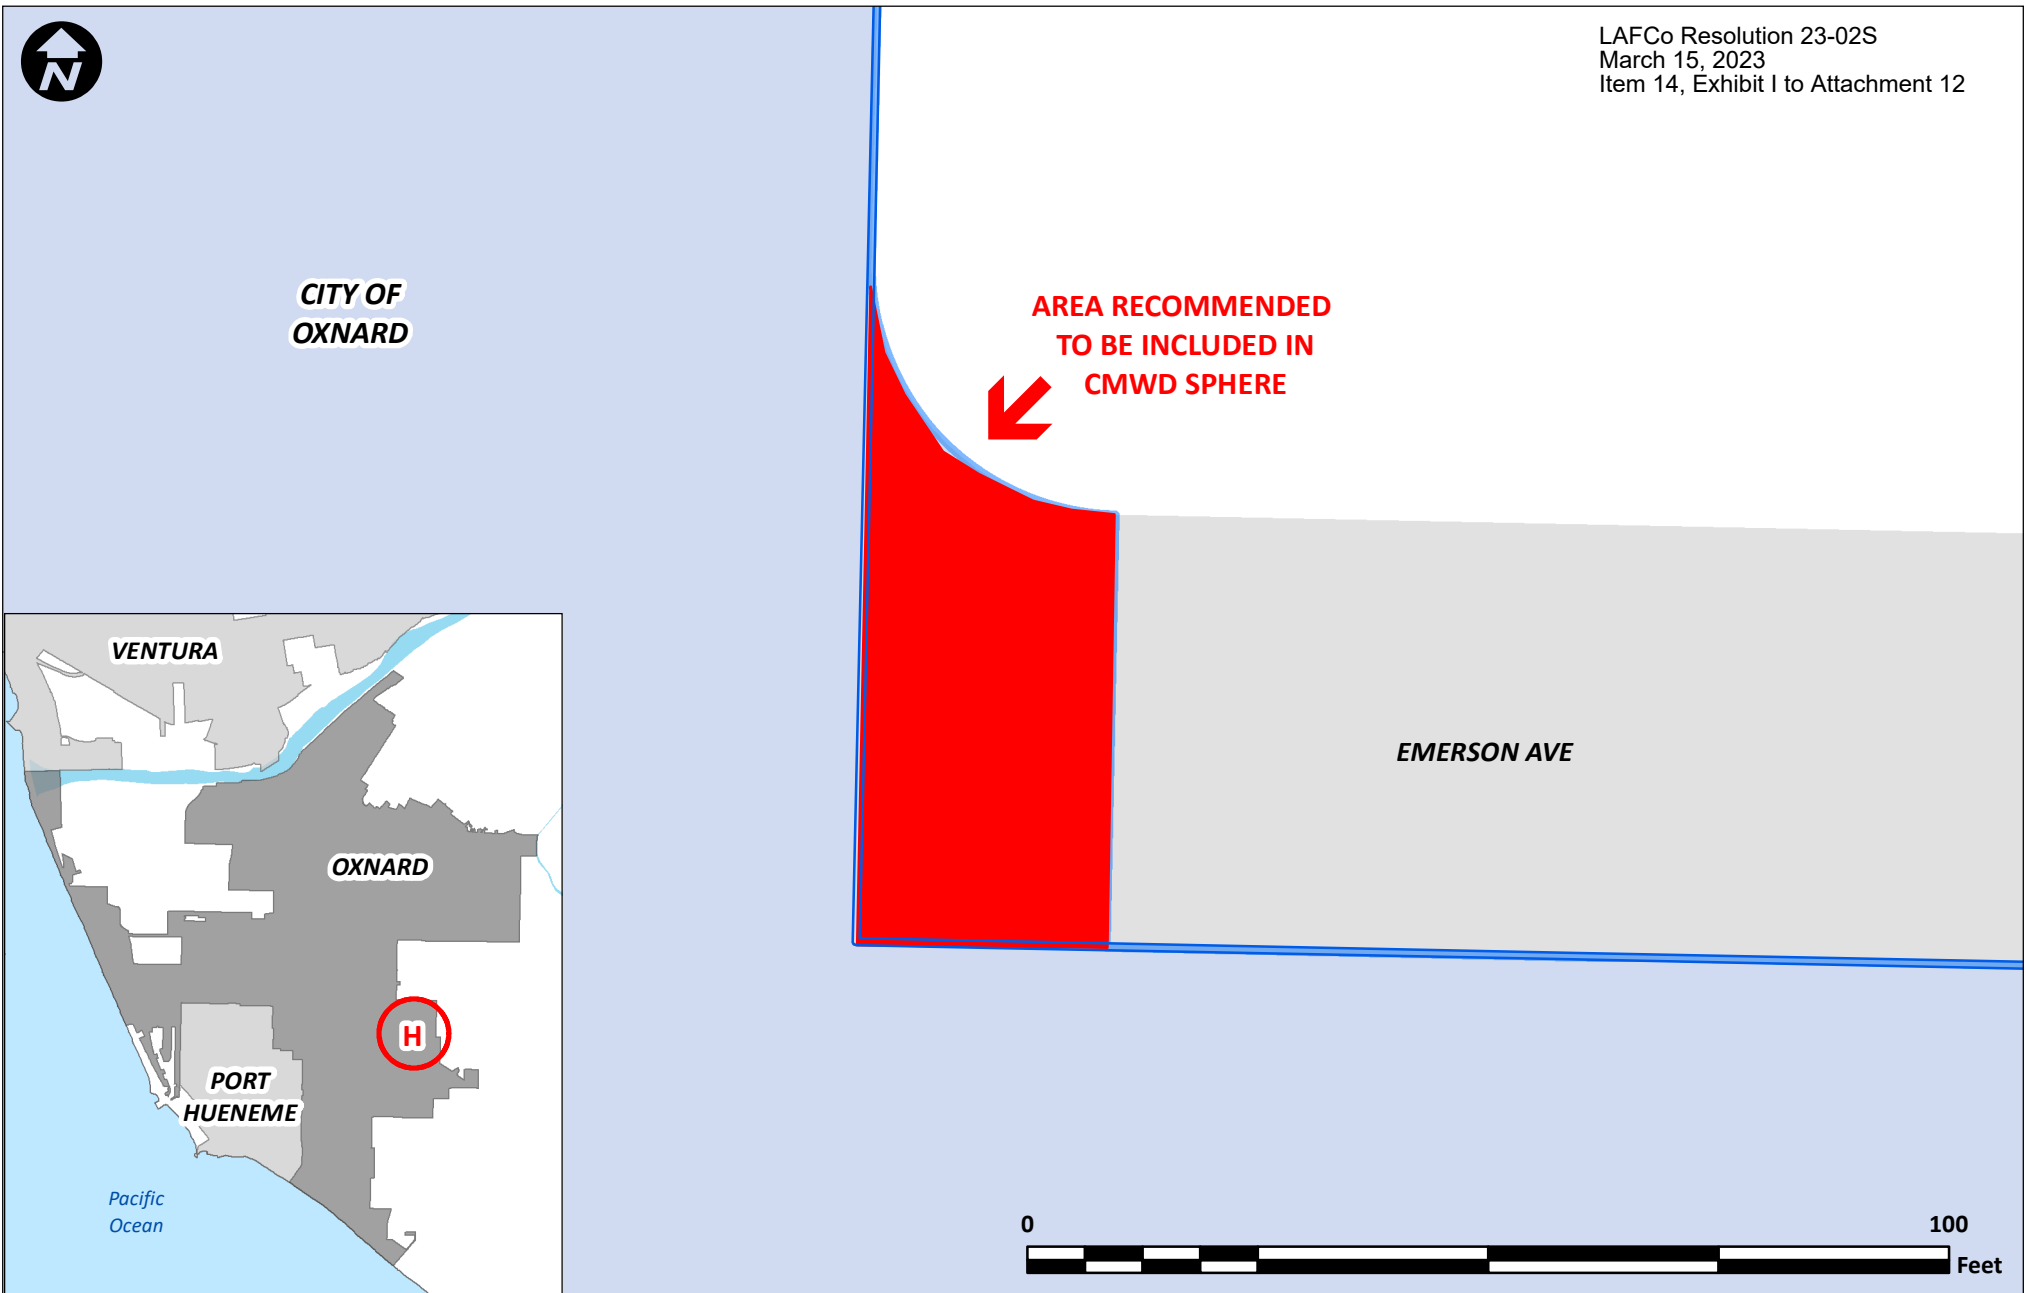 N
LAFCo Resolution 23-02S
March 15, 2023
Item 14, Exhibit I to Attachment 12
CITY OF
OXNARD
AREA RECOMMENDED
TO BE INCLUDED IN
CMWD SPHERE
EMERSON AVE
VENTURA
OXNARD
H
PORT
HUENEME
Pacific
Ocean
0 100
Feet